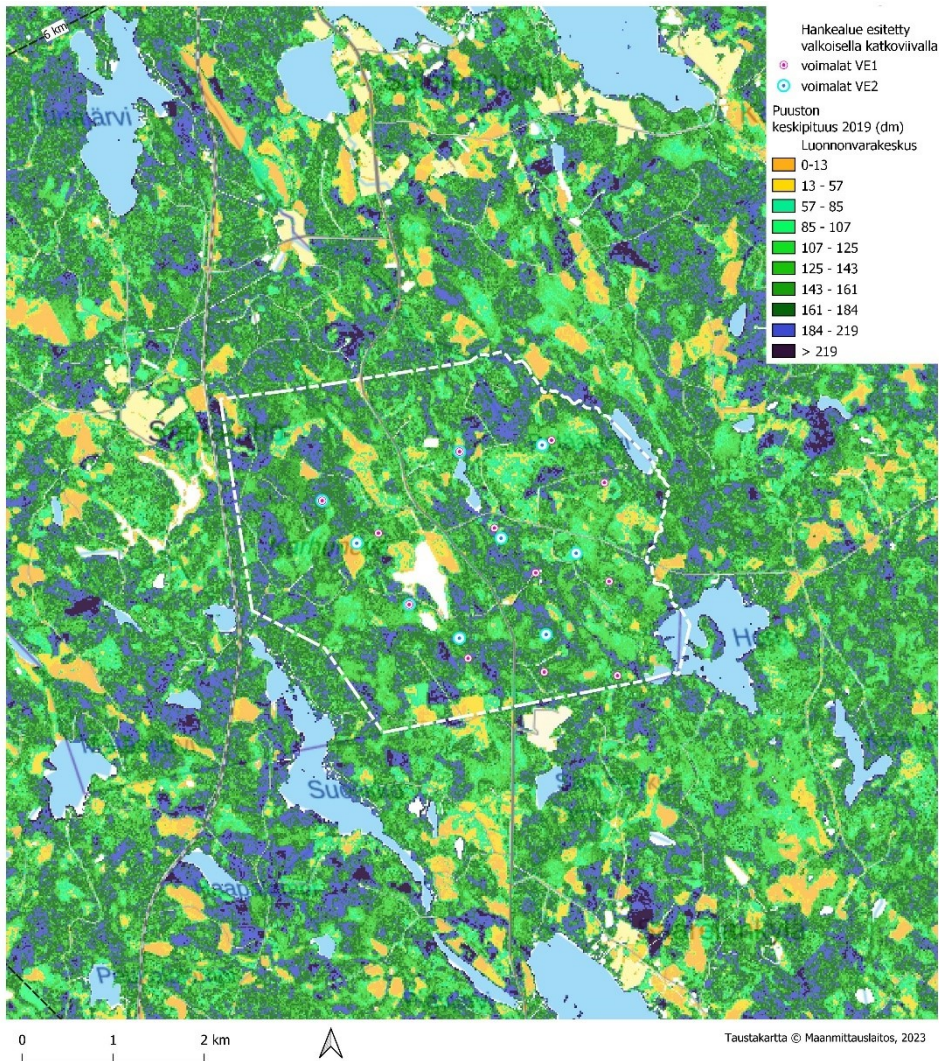 6 km
Hankealue esitetty
valkoisella katkoviivalla
voimalat VE1
voimalat VE2
Puuston
keskipituus 2019 (dm)
Luonnonvarakeskus
0-13
13 - 57
57 - 85
85 - 107
107 - 125
125 - 143
143 - 161
161 - 184
184 - 219
> 219
0 1 2 km
Taustakartta © Maanmittauslaitos, 2023